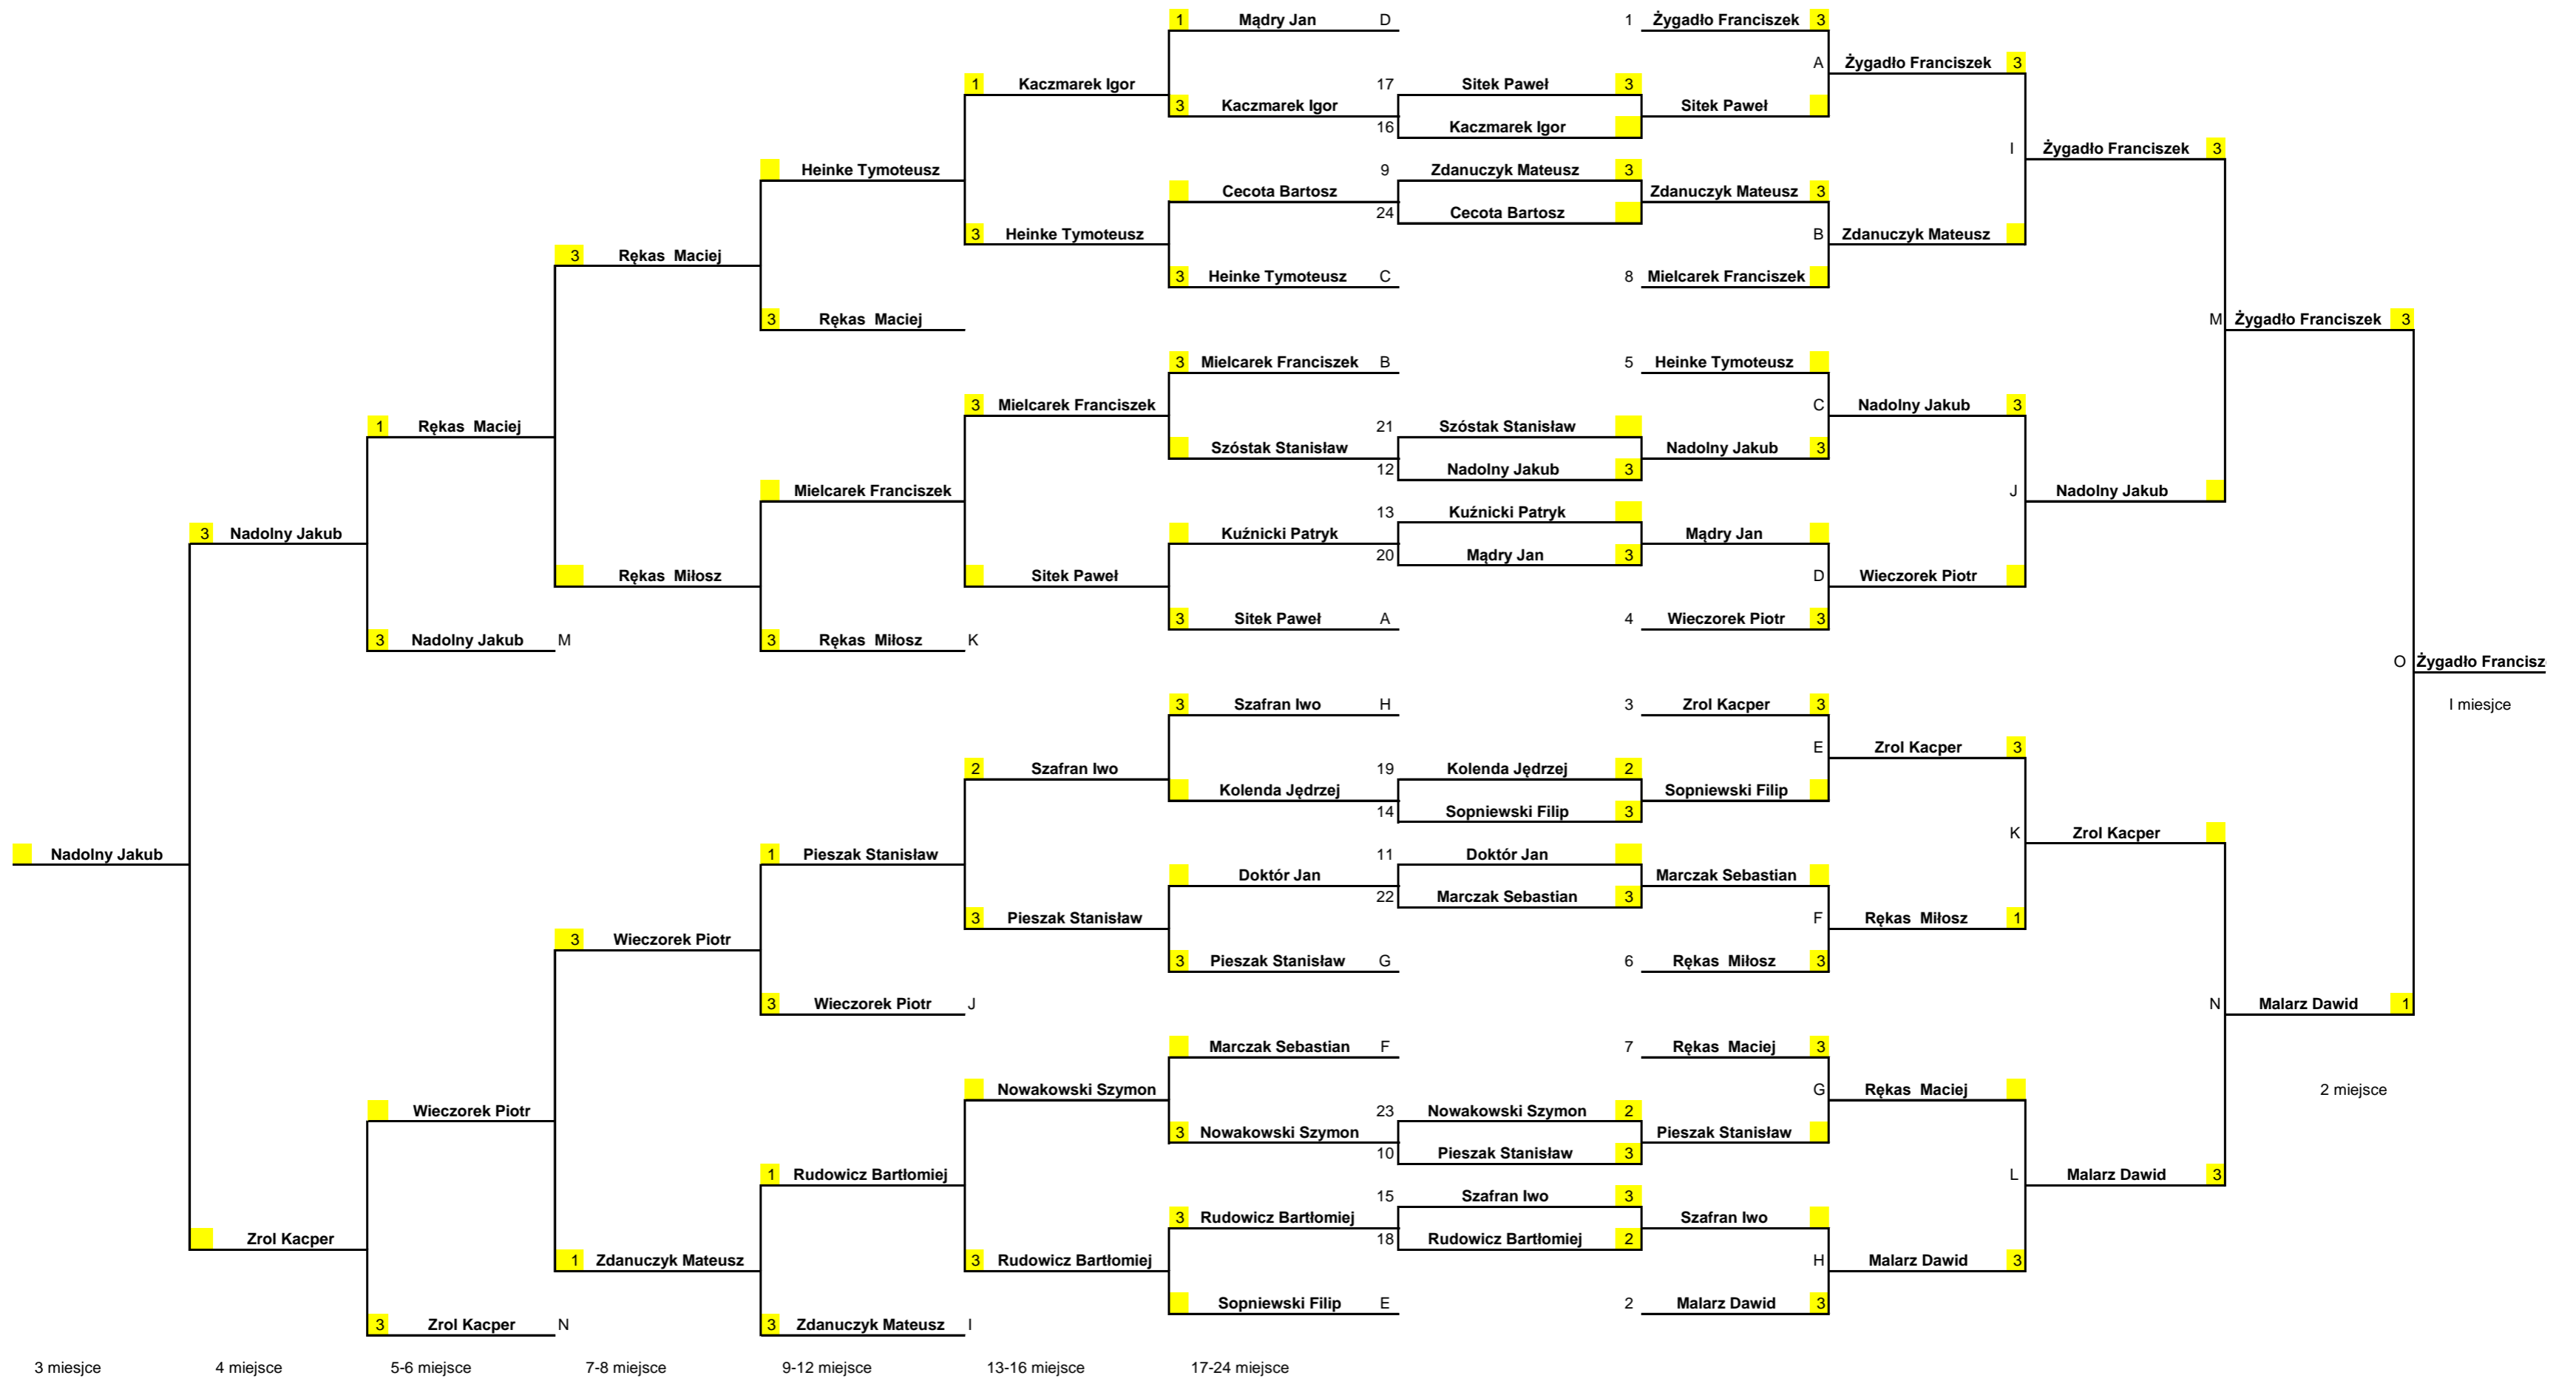 1 Mądry Jan D 1 Żygadło Franciszek 3
A Żygadło Franciszek 3
1 Kaczmarek Igor 17 Sitek Paweł 3
3 Kaczmarek Igor Sitek Paweł
16 Kaczmarek Igor
I Żygadło Franciszek 3
Heinke Tymoteusz 9 Zdanuczyk Mateusz 3
Cecota Bartosz Zdanuczyk Mateusz 3
24 Cecota Bartosz
3 Heinke Tymoteusz B Zdanuczyk Mateusz
3 Rękas Maciej
3 Heinke Tymoteusz C 8 Mielcarek Franciszek
3 Rękas Maciej M Żygadło Franciszek 3
3 Mielcarek Franciszek B 5 Heinke Tymoteusz
3 Mielcarek Franciszek C Nadolny Jakub 3
1 Rękas Maciej 21 Szóstak Stanisław
Szóstak Stanisław Nadolny Jakub 3
12 Nadolny Jakub 3
Mielcarek Franciszek J Nadolny Jakub
13 Kuźnicki Patryk
3 Nadolny Jakub Kuźnicki Patryk Mądry Jan
20 Mądry Jan 3
Rękas Miłosz Sitek Paweł D Wieczorek Piotr
3 Sitek Paweł A 4 Wieczorek Piotr 3
3 Nadolny Jakub M 3 Rękas Miłosz K
O Żygadło Francisz
3 Szafran Iwo H 3 Zrol Kacper 3
I miesjce
E Zrol Kacper 3
2 Szafran Iwo 19 Kolenda Jędrzej 2
Kolenda Jędrzej Sopniewski Filip
14 Sopniewski Filip 3
K Zrol Kacper
Nadolny Jakub 1 Pieszak Stanisław 11 Doktór Jan
Doktór Jan Marczak Sebastian
22 Marczak Sebastian 3
3 Pieszak Stanisław F Rękas Miłosz 1
3 Wieczorek Piotr
3 Pieszak Stanisław G 6 Rękas Miłosz 3
3 Wieczorek Piotr J N Malarz Dawid 1
Marczak Sebastian F 7 Rękas Maciej 3
Nowakowski Szymon G Rękas Maciej
2 miejsce
Wieczorek Piotr 23 Nowakowski Szymon 2
3 Nowakowski Szymon Pieszak Stanisław
10 Pieszak Stanisław 3
1 Rudowicz Bartłomiej L Malarz Dawid 3
15 Szafran Iwo 3
3 Rudowicz Bartłomiej Szafran Iwo
Zrol Kacper 18 Rudowicz Bartłomiej 2
1 Zdanuczyk Mateusz 3 Rudowicz Bartłomiej H Malarz Dawid 3
Sopniewski Filip E 2 Malarz Dawid 3
3 Zrol Kacper N 3 Zdanuczyk Mateusz I
3 miesjce 4 miejsce 5-6 miejsce 7-8 miejsce 9-12 miejsce 13-16 miejsce 17-24 miejsce